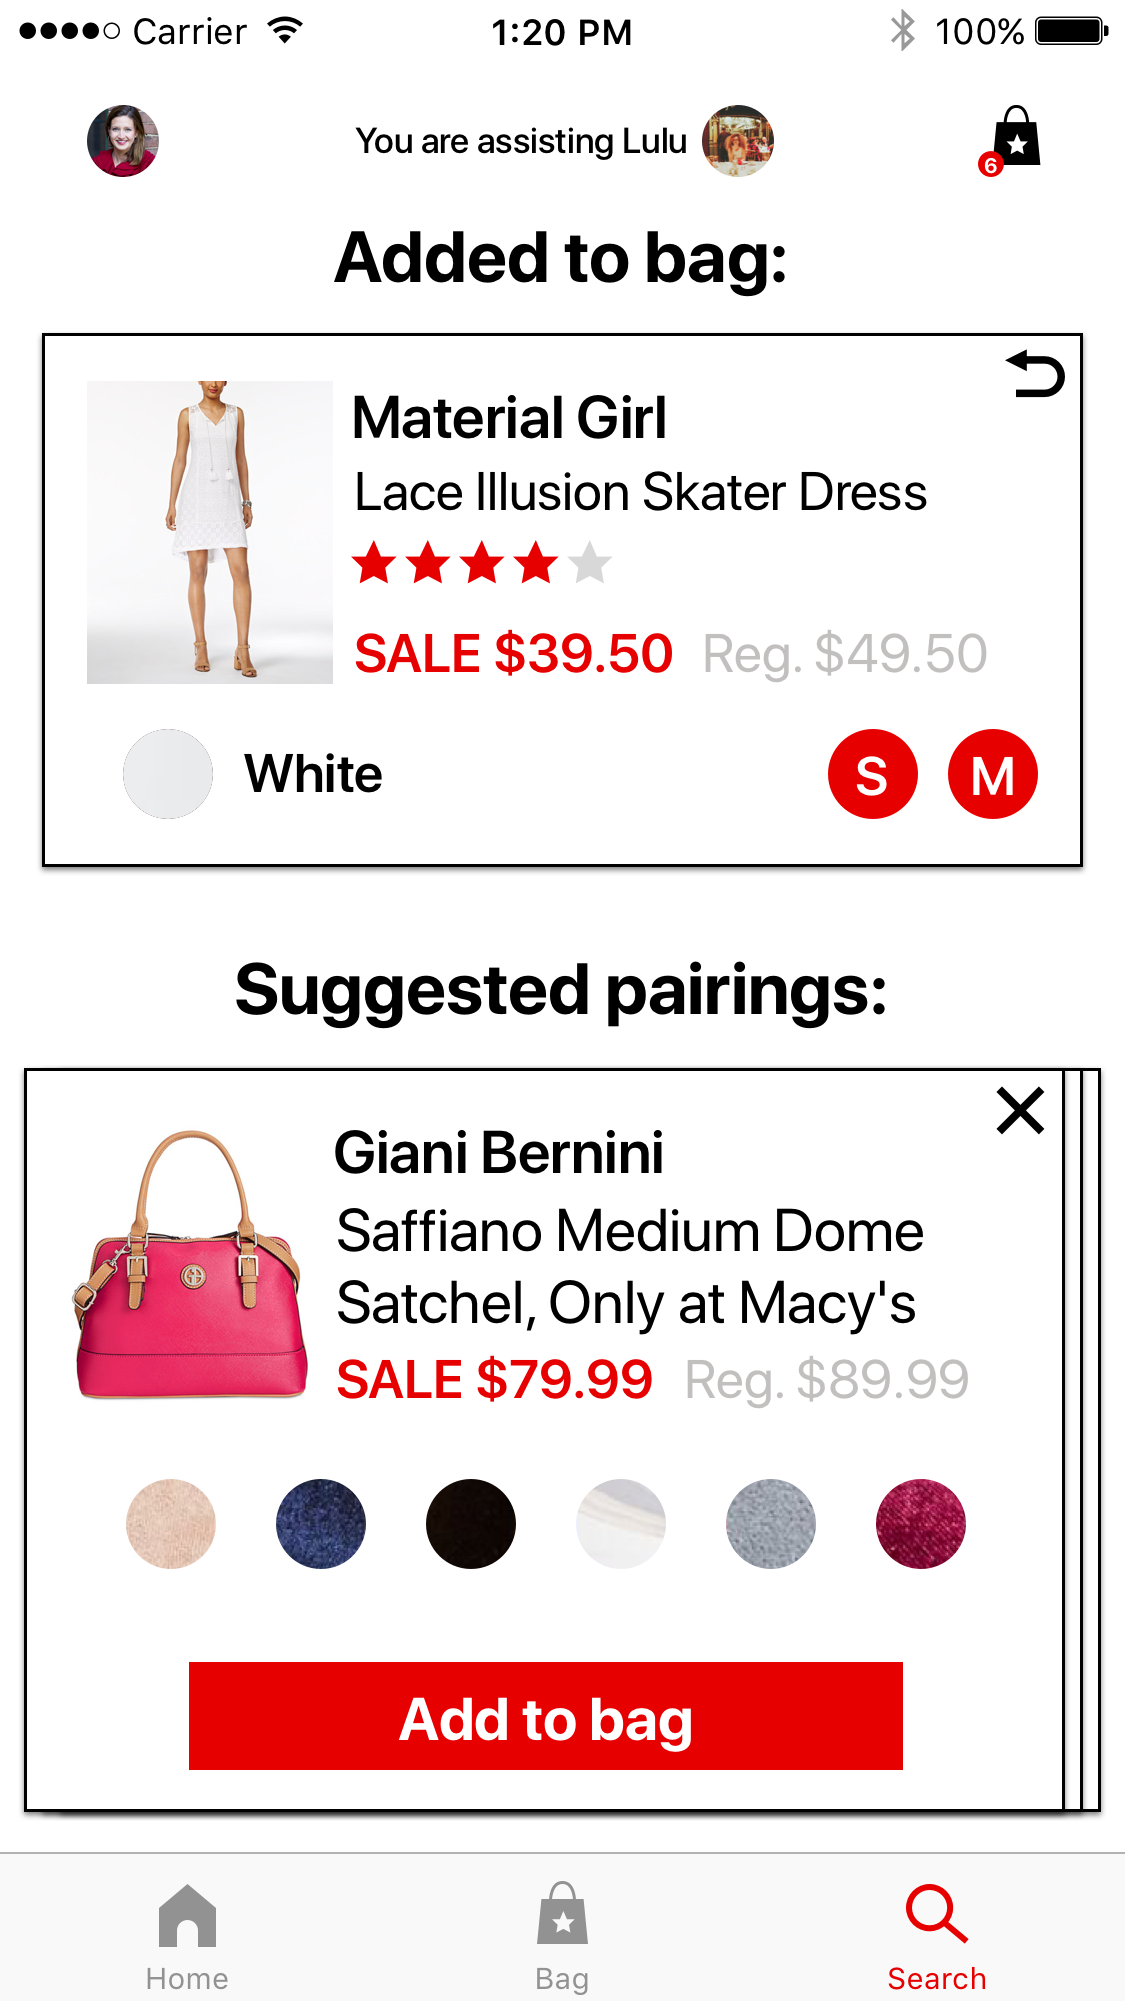 Carrier 1:20 PM 100%
You are assisting Lulu
6
Added to bag:
Material Girl
Lace Illusion Skater Dress
SALE $39.50 Reg. $49.50
White S M
Suggested pairings:
Giani Bernini
Saffiano Medium Dome
Satchel, Only at Macy's
SALE $79.99 Reg. $89.99
Add to bag
Home Bag Search